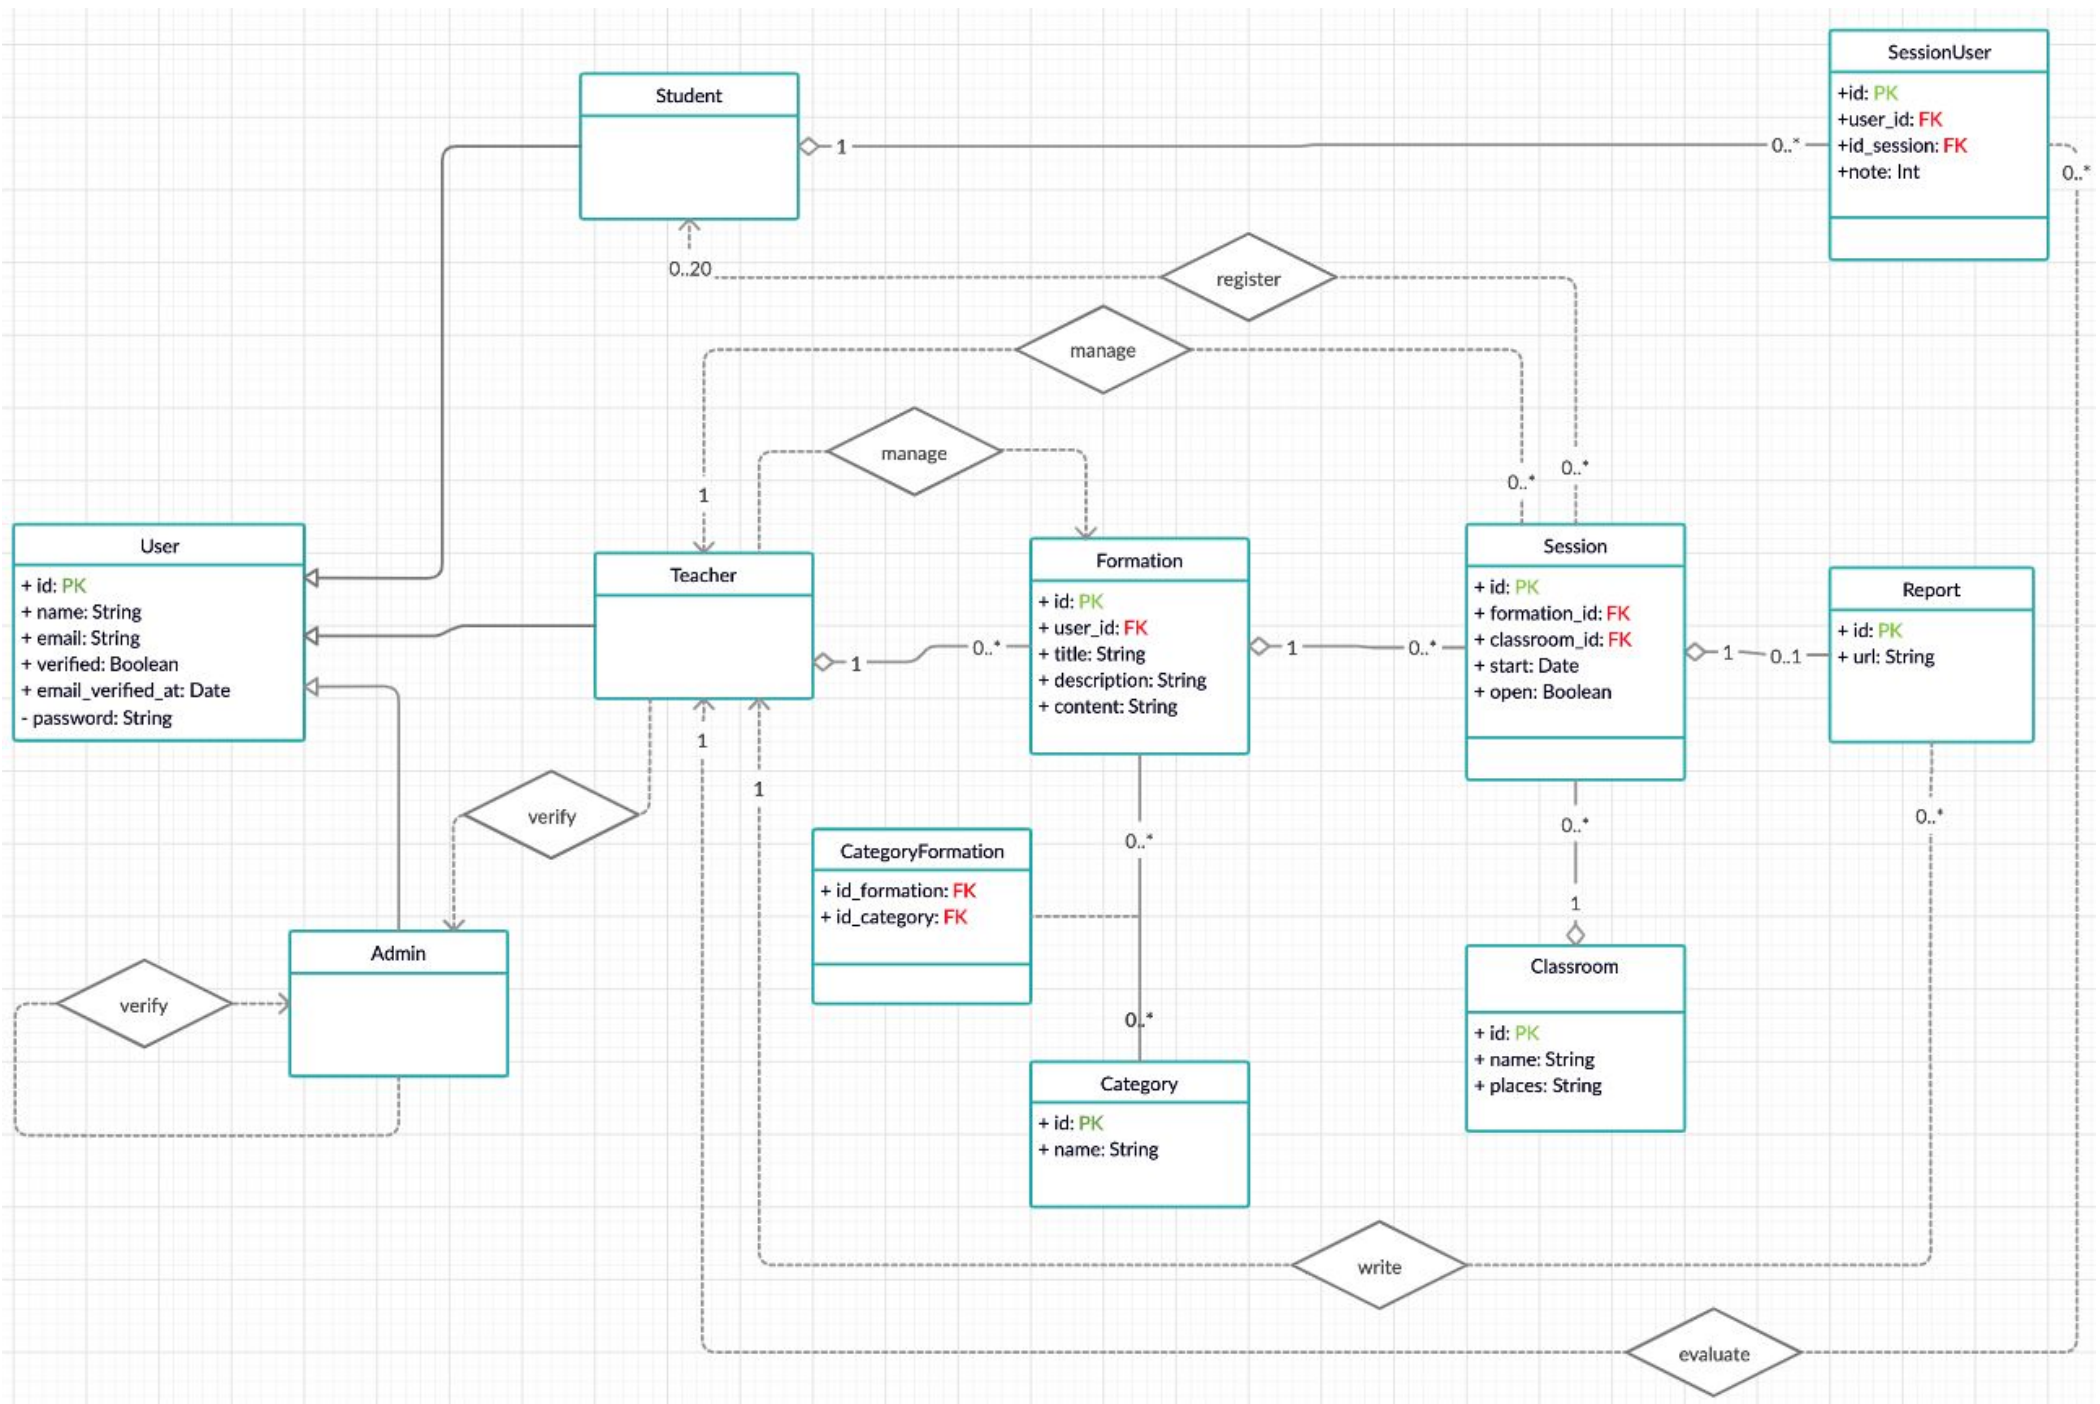 SessionUser
+id: PK
+user_id: FK
+id_session: FK
+note: Int
Student
1
0..*
0..*
0..20
register
manage
manage
1
0..*
0..*
User
+ id: PK
+ name: String
+ email: String
+ verified: Boolean
+ email_verified_at: Date
- password: String
Teacher
1
0..*
Formation
+ id: PK
+ user_id: FK
+ title: String
+ description: String
+ content: String
1
0..*
Session
+ id: PK
+ formation_id: FK
+ classroom_id: FK
+ start: Date
+ open: Boolean
1
0..1
Report
+ id: PK
+ url: String
1
1
verify
0..*
0..*
0..*
CategoryFormation
+ id_formation: FK
+ id_category: FK
1
Admin
verify
0..*
Classroom
+ id: PK
+ name: String
+ places: String
Category
+ id: PK
+ name: String
write
evaluate